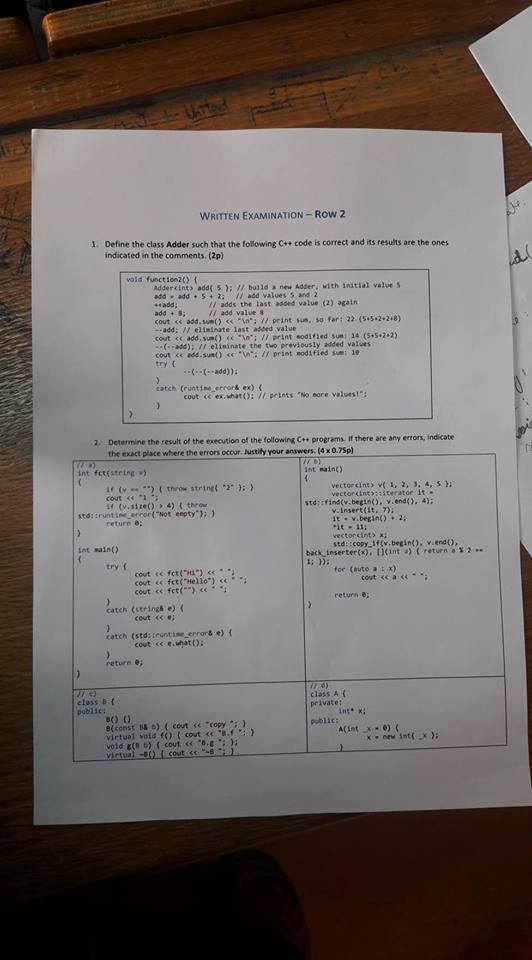 WRITTEN EXAMINATION – ROW 2
1. Define the class Adder such that the following C++ code is correct and its results are the ones
indicated in the comments. (2p)
void function2() {
Adder<int> add{ 5 }; // build a new Adder, with initial value 5
add = add + 5 + 2; // add values 5 and 2
++add; // adds the last added value (2) again
add + 8; // add value 8
cout << add.sum() << "\n"; // print sum, so far: 22 (5+5+2+2+8)
--add; // eliminate last added value
cout << add.sum() << "\n"; // print modified sum: 14 (5+5+2+2)
--(--add); // eliminate the two previously added values
cout << add.sum() << "\n"; // print modified sum: 10
try {
--(--(--add));
}
catch (runtime_error& ex) {
cout << ex.what(); // prints "No more values!";
}
}
2. Determine the result of the execution of the following C++ programs. If there are any errors, indicate
the exact place where the errors occur. Justify your answers. (4 x 0.75p)
// a)
int fct(string v)
{
if (v == "") { throw string{ "2" }; }
cout << "1 ";
if (v.size() > 4) { throw
std::runtime_error{"Not empty"}; }
return 0;
}
int main()
{
try {
cout << fct("Hi") << " ";
cout << fct("Hello") << " ";
cout << fct("") << " ";
}
catch (string& e) {
cout << e;
}
catch (std::runtime_error& e) {
cout << e.what();
}
return 0;
}
// b)
int main()
{
vector<int> v{ 1, 2, 3, 4, 5 };
vector<int>::iterator it =
std::find(v.begin(), v.end(), 4);
v.insert(it, 7);
it = v.begin() + 2;
*it = 11;
vector<int> x;
std::copy_if(v.begin(), v.end(),
back_inserter(x), [](int a) { return a % 2 ==
1; });
for (auto a : x)
cout << a << " ";
return 0;
}
// c)
class B {
public:
B() {}
B(const B& b) { cout << "copy "; }
virtual void f() { cout << "B.f "; }
void g(B b) { cout << "B.g "; };
virtual ~B() { cout << "~B "; }
// d)
class A {
private:
int* x;
public:
A(int _x = 0) {
x = new int{ _x };
}